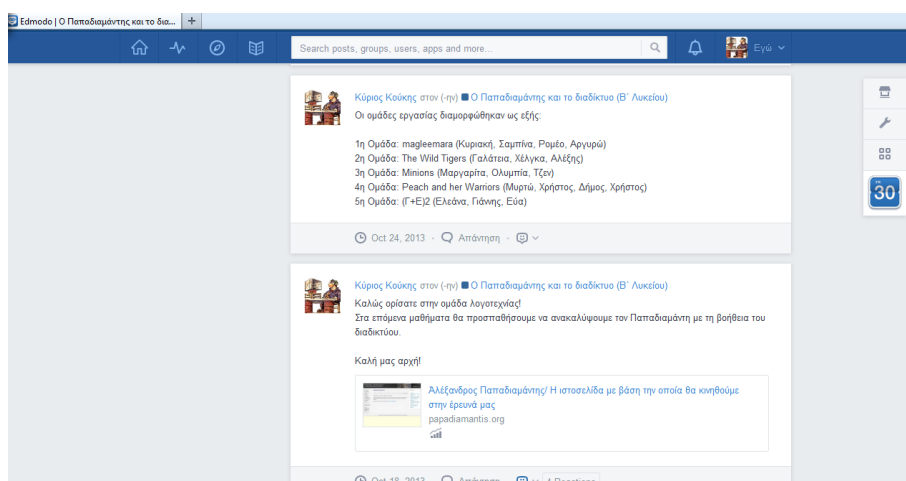 Edmodo | Ο Παπαδιαμάντης και το δια...
Search posts, groups, users, apps and more...
Εγώ
Κύριος Κούκης στον (-ην) Ο Παπαδιαμάντης και το διαδίκτυο (Β΄ Λυκείου)
Οι ομάδες εργασίας διαμορφώθηκαν ως εξής:
1η Ομάδα: magleemara (Κυριακή, Σαμπίνα, Ρομέο, Αργυρώ)
2η Ομάδα: The Wild Tigers (Γαλάτεια, Χέλγκα, Αλέξης)
3η Ομάδα: Minions (Μαργαρίτα, Ολυμπία, Τζεν)
4η Ομάδα: Peach and her Warriors (Μυρτώ, Χρήστος, Δήμος, Χρήστος)
5η Ομάδα: (Γ+Ε)2 (Ελεάνα, Γιάννης, Εύα)
30
Oct 24, 2013 · Απάντηση ·
Κύριος Κούκης στον (-ην) Ο Παπαδιαμάντης και το διαδίκτυο (Β΄ Λυκείου)
Καλώς ορίσατε στην ομάδα λογοτεχνίας!
Στα επόμενα μαθήματα θα προσπαθήσουμε να ανακαλύψουμε τον Παπαδιαμάντη με τη βοήθεια του
διαδικτύου.
Καλή μας αρχή!
Ἀλέξανδρος Παπαδιαμάντης/ Η ιστοσελίδα με βάση την οποία θα κινηθούμε
στην έρευνά μας
papadiamantis.org
Oct 18, 2013 · Απάντηση ·